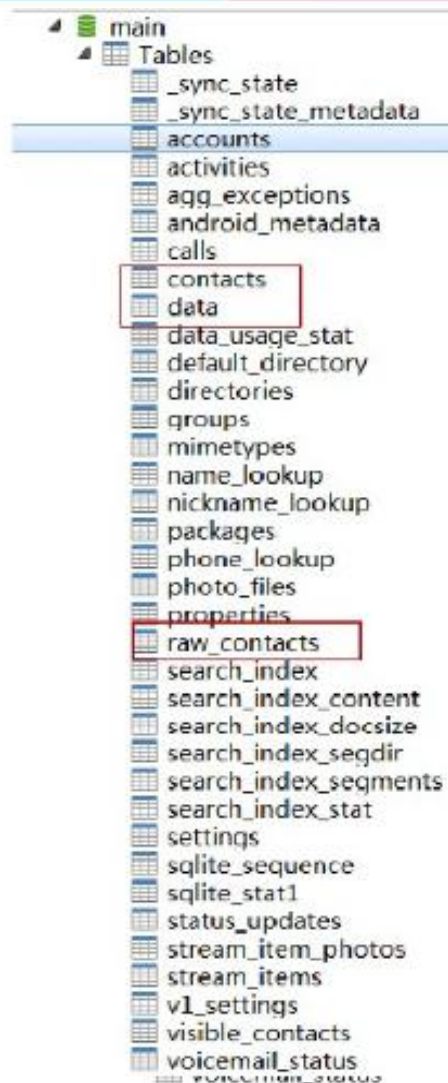 main
Tables
_sync_state
_sync_state_metadata
accounts
activities
agg_exceptions
android_metadata
calls
contacts
data
data_usage_stat
default_directory
directories
groups
mimetypes
name_lookup
nickname_lookup
packages
phone_lookup
photo_files
properties
raw_contacts
search_index
search_index_content
search_index_docsize
search_index_segdir
search_index_segments
search_index_stat
settings
sqlite_sequence
sqlite_stat1
status_updates
stream_item_photos
stream_items
v1_settings
visible_contacts
voicemail_status